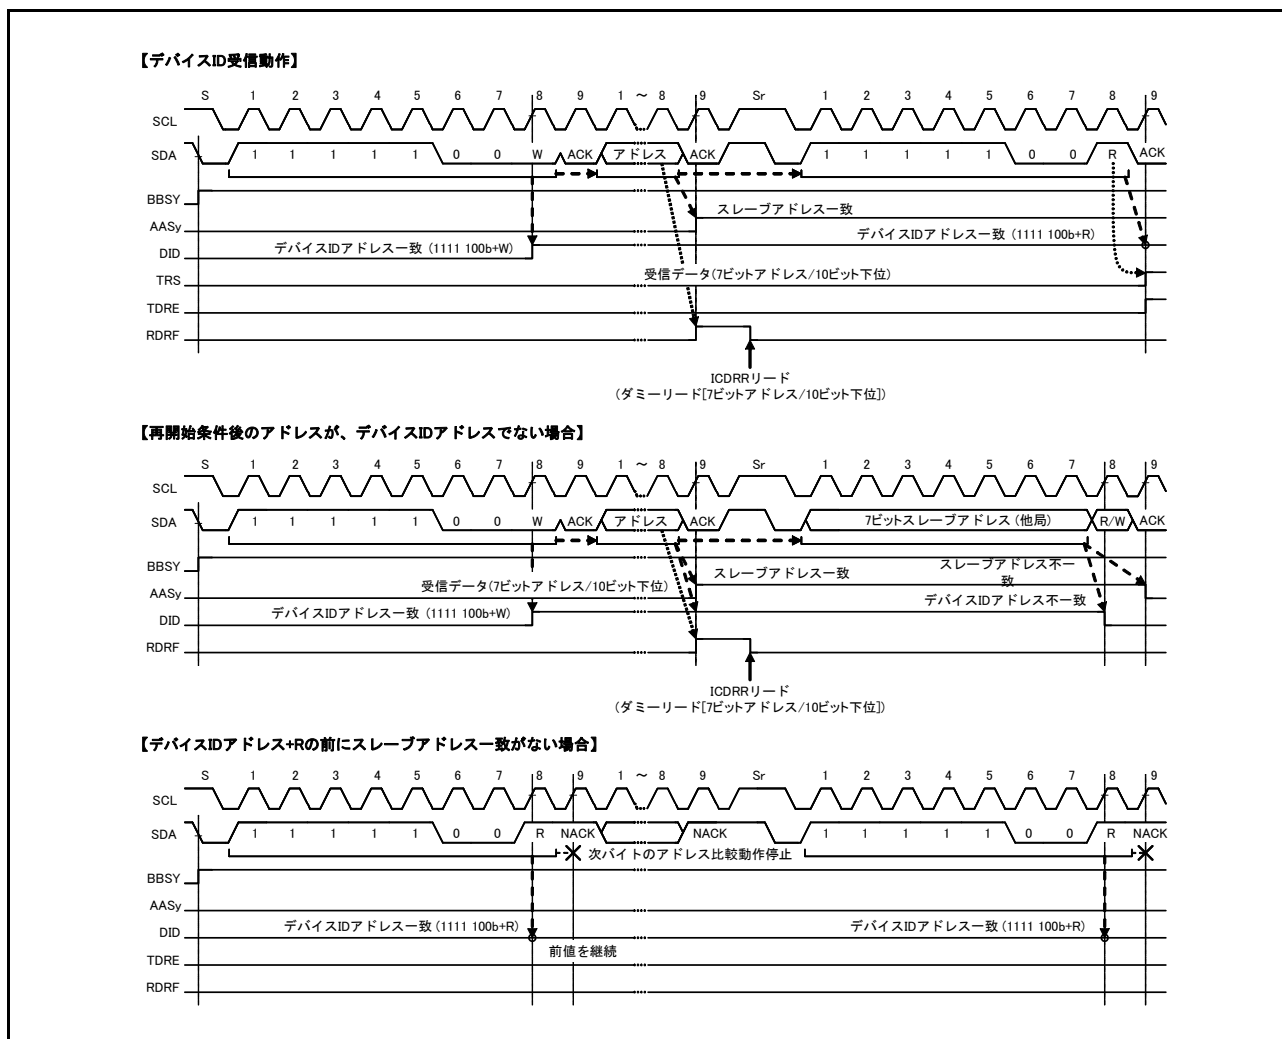 【デバイスID受信動作】
S 1 2 3 4 5 6 7 8 9 1 ～ 8 9 Sr 1 2 3 4 5 6 7 8 9
SCL
SDA 1 1 1 1 1 0 0 W ACK アドレス ACK 1 1 1 1 1 0 0 R ACK
BBSY
スレーブアドレス一致
AASy
デバイスIDアドレス一致 (1111 100b+R)
DID デバイスIDアドレス一致 (1111 100b+W)
受信データ(7ビットアドレス/10ビット下位)
TRS
TDRE
RDRF
ICDRRリード
(ダミーリード[7ビットアドレス/10ビット下位])
【再開始条件後のアドレスが、デバイスIDアドレスでない場合】
S 1 2 3 4 5 6 7 8 9 1 ～ 8 9 Sr 1 2 3 4 5 6 7 8 9
SCL
SDA 1 1 1 1 1 0 0 W ACK アドレス ACK 7ビットスレーブアドレス (他局) R/W ACK
BBSY
スレーブアドレス一致 スレーブアドレス不一
致
受信データ(7ビットアドレス/10ビット下位)
AASy
デバイスIDアドレス不一致
DID デバイスIDアドレス一致 (1111 100b+W)
RDRF
ICDRRリード
(ダミーリード[7ビットアドレス/10ビット下位])
【デバイスIDアドレス+Rの前にスレーブアドレス一致がない場合】
S 1 2 3 4 5 6 7 8 9 1 ～ 8 9 Sr 1 2 3 4 5 6 7 8 9
SCL
SDA 1 1 1 1 1 0 0 R NACK NACK 1 1 1 1 1 0 0 R NACK
次バイトのアドレス比較動作停止
BBSY
AASy
デバイスIDアドレス一致 (1111 100b+R) デバイスIDアドレス一致 (1111 100b+R)
DID
前値を継続
TDRE
RDRF